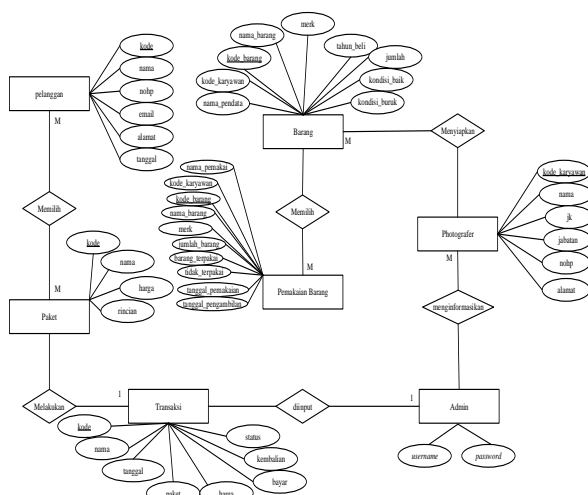 merk
nama_barang
tahun_beli
kode
kode_barang
jumlah
nama
kode_karyawan
kondisi_baik
pelanggan
nohp
nama_pendata
kondisi_buruk
email
Barang
Menyiapkan
M
M
alamat
tanggal
nama_pemakai
kode_karyawan
kode_karyawan
kode_barang
nama
Memilih
nama_barang
Memilih
jk
merk
Photografer
kode
jumlah_barang
jabatan
barang_terpakai
M
nama
tidak_terpakai
M
nohp
M
tanggal_pemakaian
Pemakaian Barang
alamat
harga
tanggal_pengambilan
Paket
menginformasikan
rincian
Melakukan
1
Transaksi
diinput
1
Admin
kode
status
nama
kembalian
username
password
tanggal
bayar
paket
harga